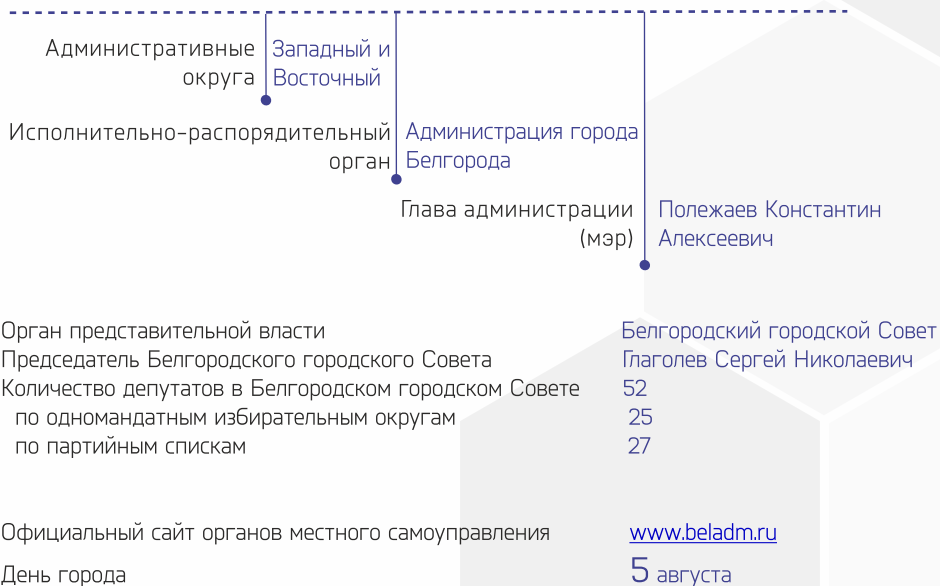 Административные округа
Западный и Восточный
Исполнительно-распорядительный орган
Администрация города Белгорода
Глава администрации (мэр)
Полежаев Константин Алексеевич
Орган представительной власти Белгородский городской Совет
Председатель Белгородского городского Совета Глаголев Сергей Николаевич
Количество депутатов в Белгородском городском Совете 52
по одномандатным избирательным округам 25
по партийным спискам 27
Официальный сайт органов местного самоуправления www.beladm.ru
День города 5 августа